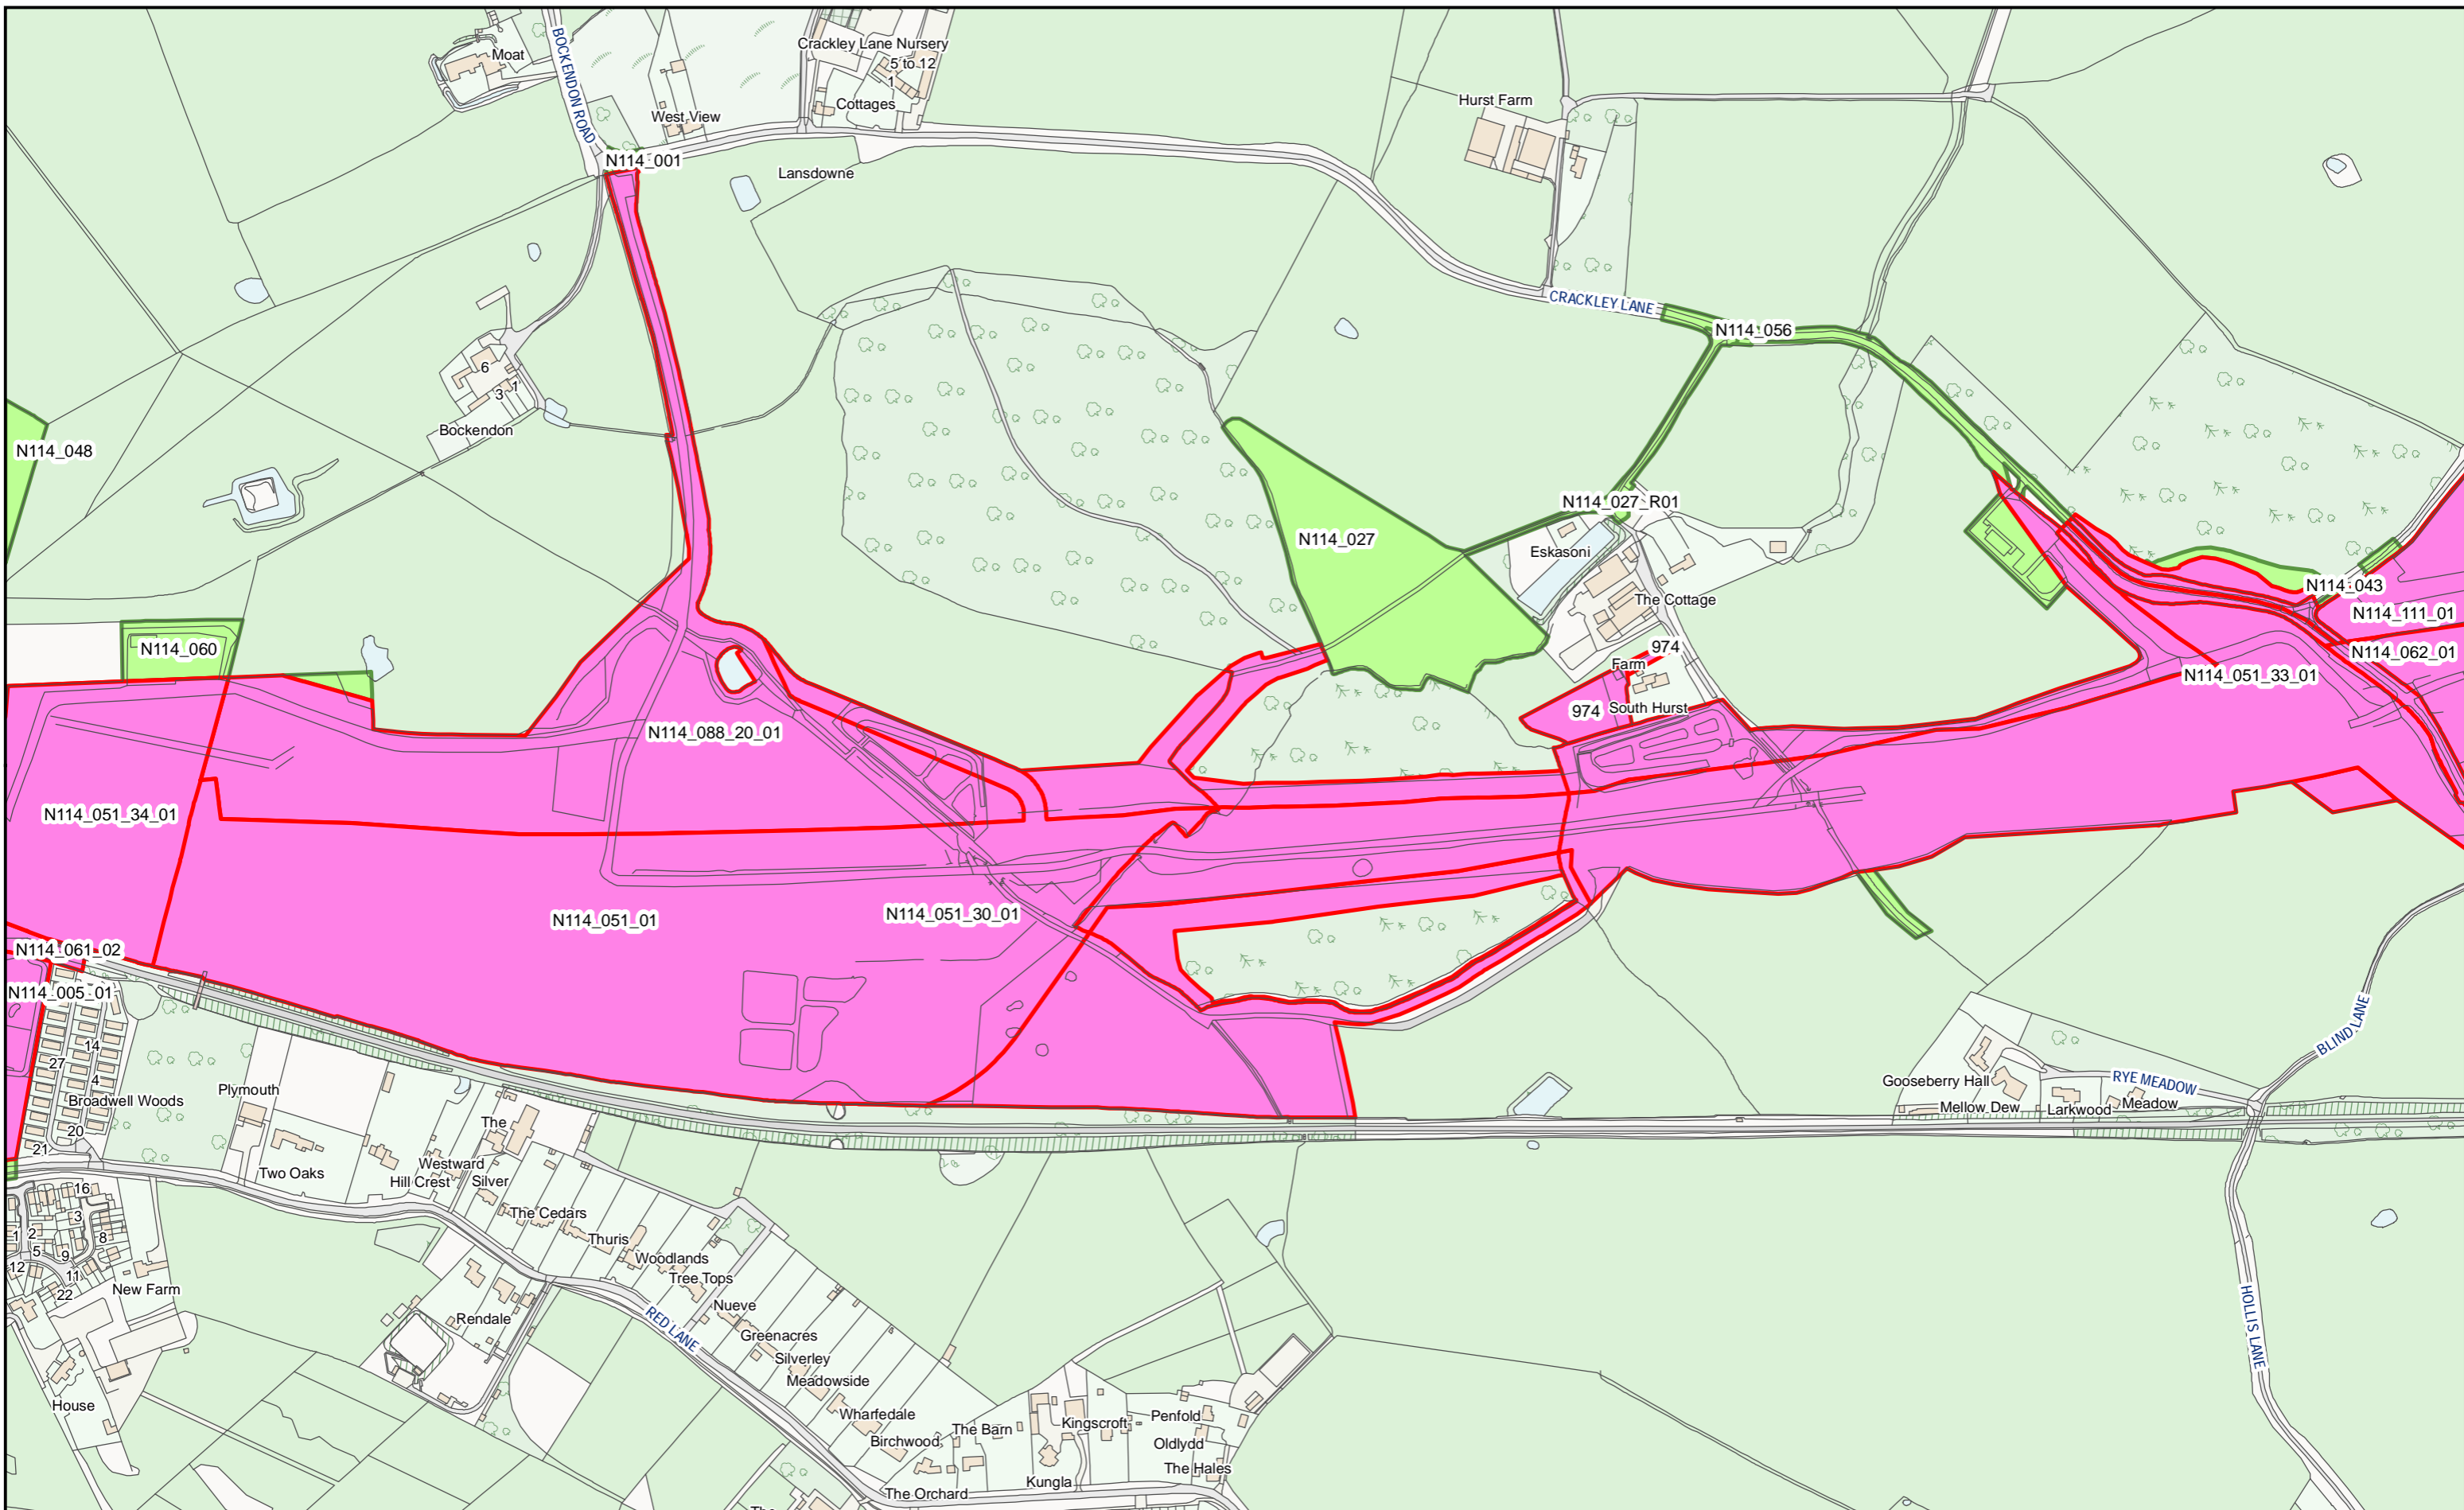 Moat
BOCKENDON ROAD
Crackley Lane Nursery
5 to 12
1
Cottages
West View
Hurst Farm
N114_001
Lansdowne
CRACKLEY LANE
N114_056
6
1
3
Bockendon
N114_048
N114_027_R01
N114_027
Eskasoni
The Cottage
N114_043
N114_111_01
N114_060
974
N114_062_01
Farm
N114_051_33_01
974
South Hurst
N114_088_20_01
N114_051_34_01
N114_051_01
N114_051_30_01
N114_061_02
N114_005_01
BLIND LANE
14
27
4
Plymouth
Broadwell Woods
Gooseberry Hall
RYE MEADOW
Mellow Dew
Larkwood
Meadow
The
20
21
Two Oaks
Westward
Hill Crest
Silver
16
3
The Cedars
1
2
8
5
9
Thuris
Woodlands
12
11
Tree Tops
22
New Farm
Nueve
Rendale
RED LANE
Greenacres
HOLLIS LANE
Silverley
Meadowside
House
Wharfedale
Penfold
The Barn
Kingscroft
Birchwood
Oldlydd
The Hales
Kungla
The Orchard
The